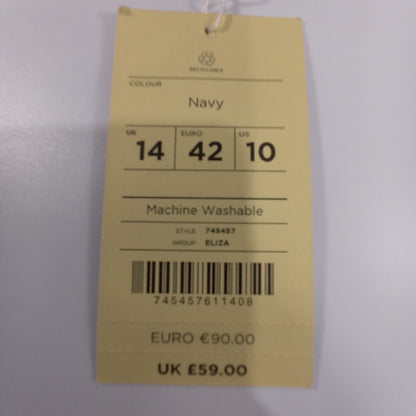 RECYCLABLE
COLOUR
Navy
UK EURO US
14 42 10
Machine Washable
STYLE 745457
GROUP ELIZA
745457611408
EURO €90.00
UK £59.00